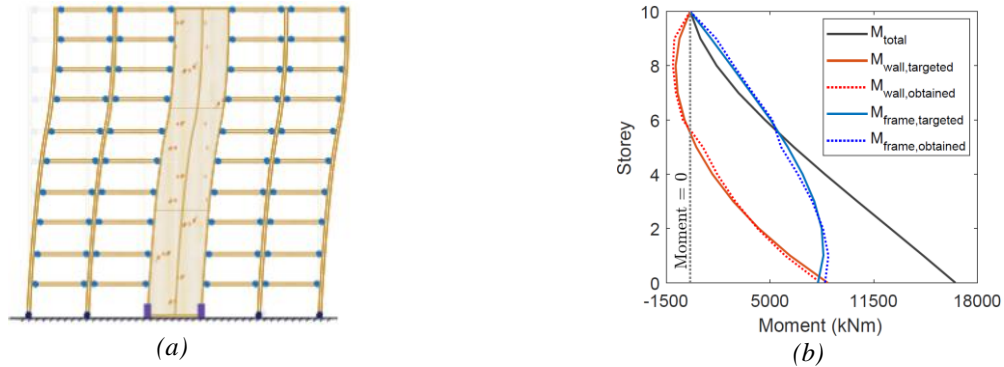 (a)
10
8
6
4
2
0
Storey
Moment = 0
M_total
M_wall,targeted
M_wall,obtained
M_frame,targeted
M_frame,obtained
-1500 5000 11500 18000
Moment (kNm)
(b)